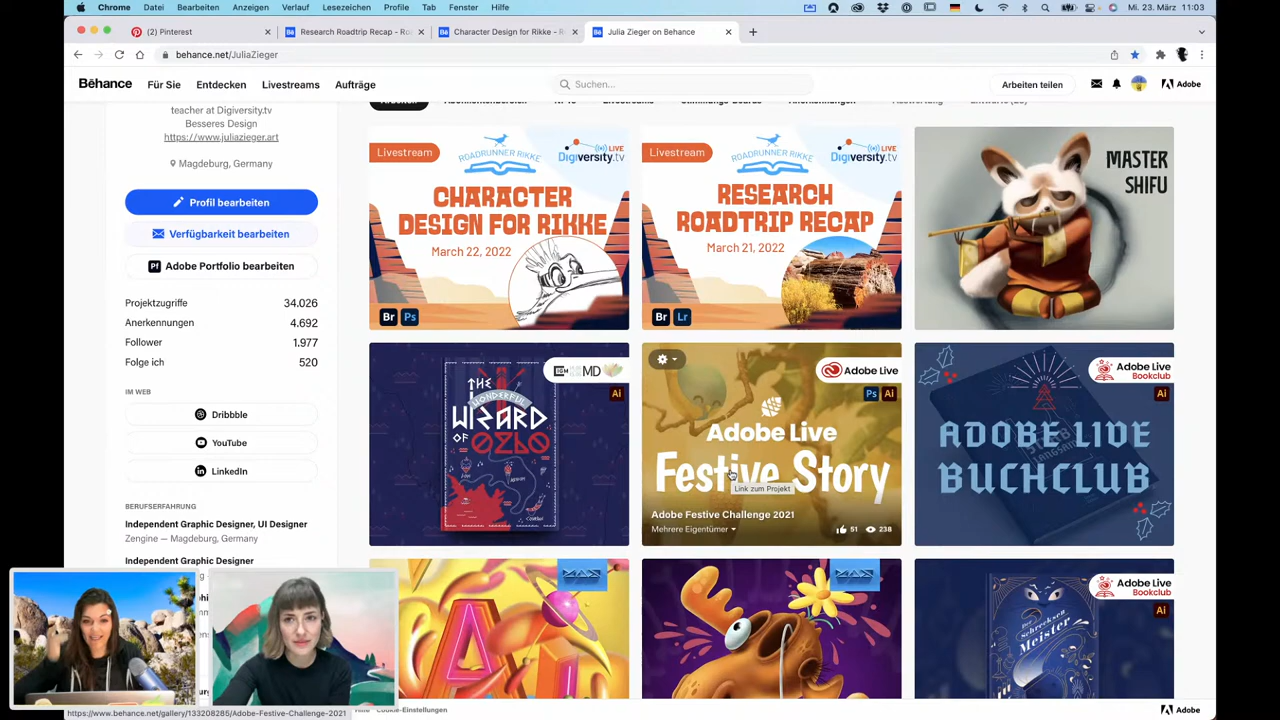 Chrome Datei Bearbeiten Anzeigen Verlauf Lesezeichen Profile Tab Fenster Hilfe Mi. 23. März 11:03
(2) Pinterest Research Roadtrip Recap - Ro Character Design for Rikke - Julia Zieger on Behance
behance.net/JuliaZieger
Bēhance Für Sie Entdecken Livestreams Aufträge Suchen... Arbeiten teilen Adobe
teacher at Digiversity.tv
Besseres Design
https://www.juliazieger.art
Magdeburg, Germany
Profil bearbeiten
Verfügbarkeit bearbeiten
Adobe Portfolio bearbeiten
Projektzugriffe 34.026
Anerkennungen 4.692
Follower 1.977
Folge ich 520
IM WEB
Dribbble
YouTube
LinkedIn
BERUFSERFAHRUNG
Independent Graphic Designer, UI Designer
Zengine — Magdeburg, Germany
Independent Graphic Designer
Livestream
ROADRUNNER RIKKE
LIVE
Digiversity.tv
CHARACTER
DESIGN FOR RIKKE
March 22, 2022
Br Ps
Livestream
ROADRUNNER RIKKE
LIVE
Digiversity.tv
RESEARCH
ROADTRIP RECAP
March 21, 2022
Br Lr
MASTER
SHIFU
MD
Ai
THE
WONDERFUL
WIZARD
OF OZLO
Adobe Live
Ps Ai
Adobe Live
Festive Story
Link zum Projekt
Adobe Festive Challenge 2021
Mehrere Eigentümer 51 238
Adobe Live
Bookclub
Ai
ADOBE LIVE
BUCHCLUB
MAX
MAX
Adobe Live
Bookclub
Ai
Der
Schrecksen
Meister
https://www.behance.net/gallery/133208285/Adobe-Festive-Challenge-2021
Cookie-Einstellungen
Adobe